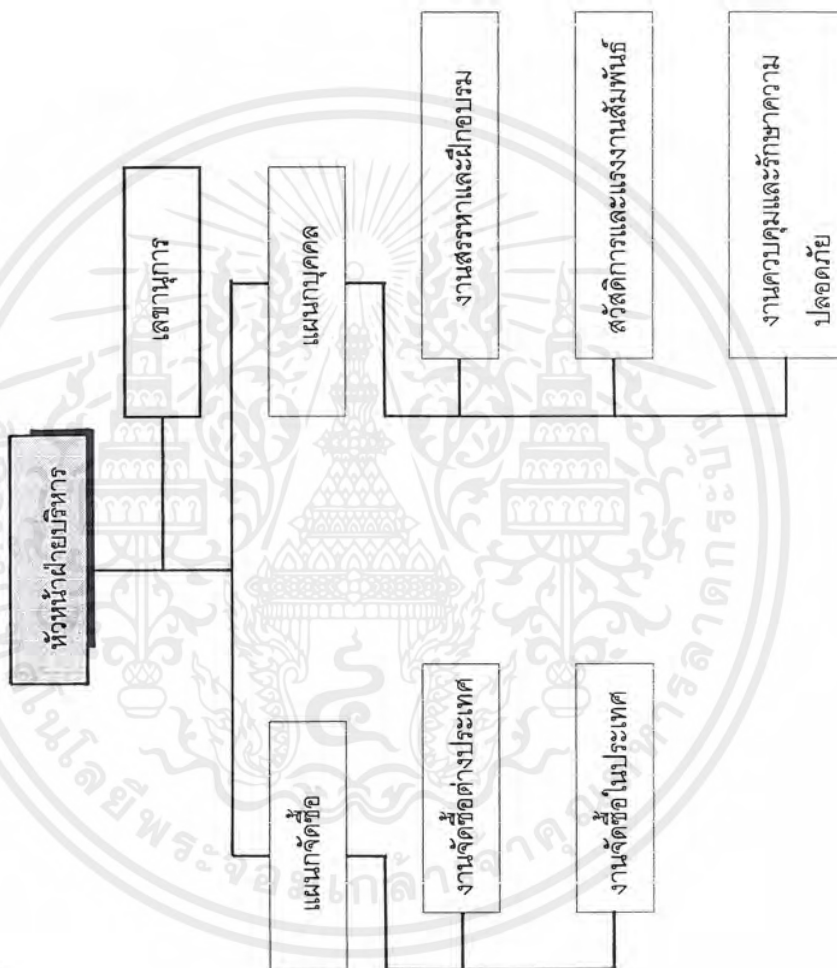 หัวหน้าฝ่ายบริหาร
เลขานุการ
แผนกจัดซื้อ
แผนกบุคคล
งานจัดซื้อต่างประเทศ
งานจัดซื้อในประเทศ
งานสรรหาและฝึกอบรม
สวัสดิการและแรงงานสัมพันธ์
งานควบคุมและรักษาความ
ปลอดภัย